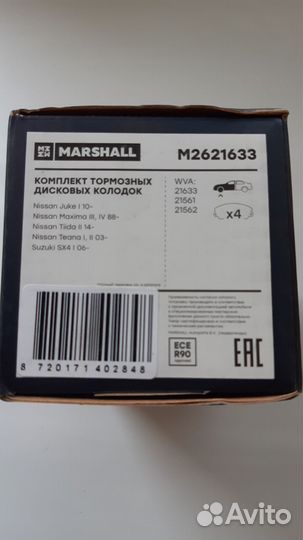 MARSHALL
M2621633
КОМПЛЕКТ ТОРМОЗНЫХ
ДИСКОВЫХ КОЛОДОК
Nissan Juke I 10-
Nissan Maxima III, IV 88-
Nissan Tiida II 14-
Nissan Teana I, II 03-
Suzuki SX4 I 06-
WVA:
21633
21561
21562
x4
8 720171 402848
ECE
R90
EAC
Avito